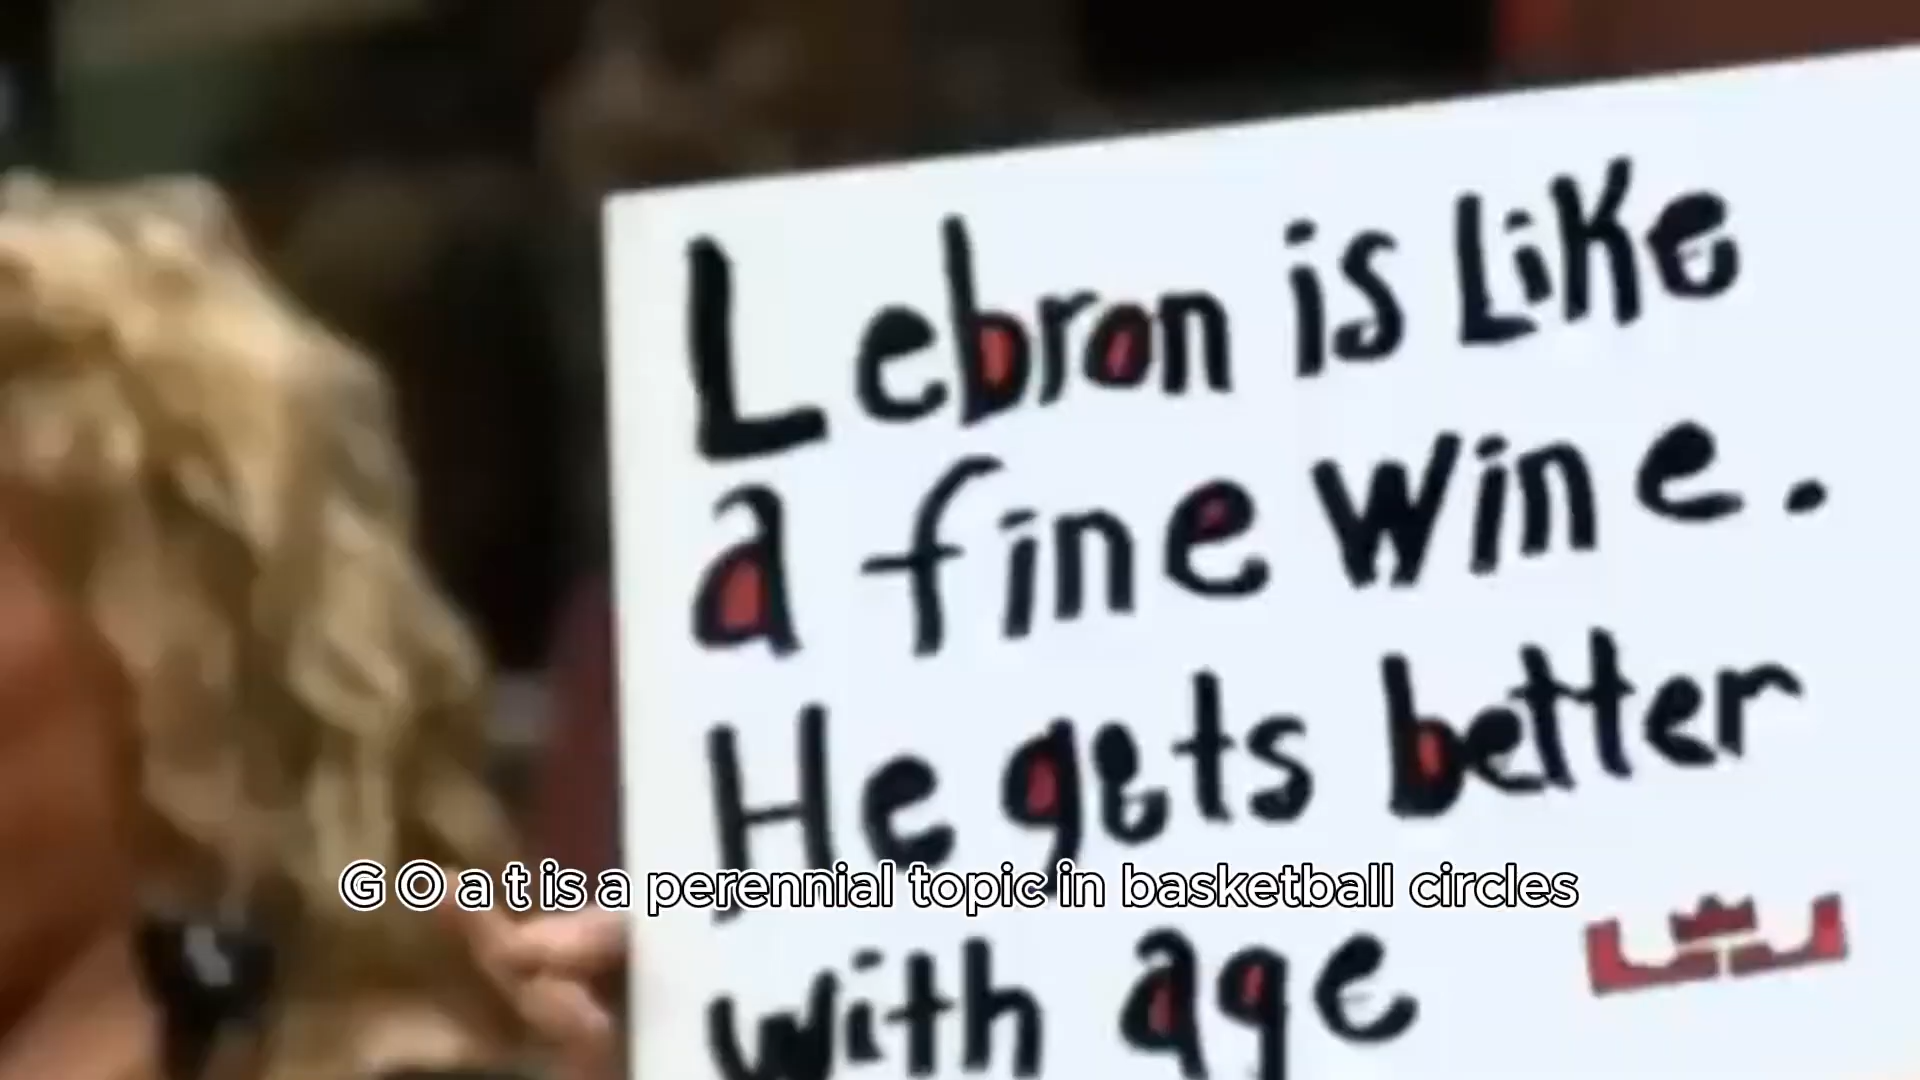 Lebron is Like
a fine wine.
He gets better
G O a t is a perennial topic in basketball circles
with age